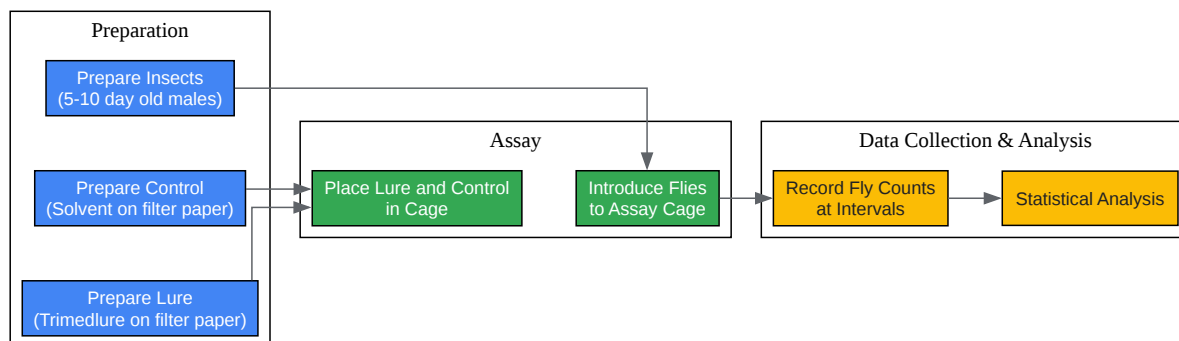 Preparation
Prepare Insects
(5-10 day old males)
Prepare Control
(Solvent on filter paper)
Prepare Lure
(Trimedlure on filter paper)
Assay
Place Lure and Control
in Cage
Introduce Flies
to Assay Cage
Data Collection & Analysis
Record Fly Counts
at Intervals
Statistical Analysis